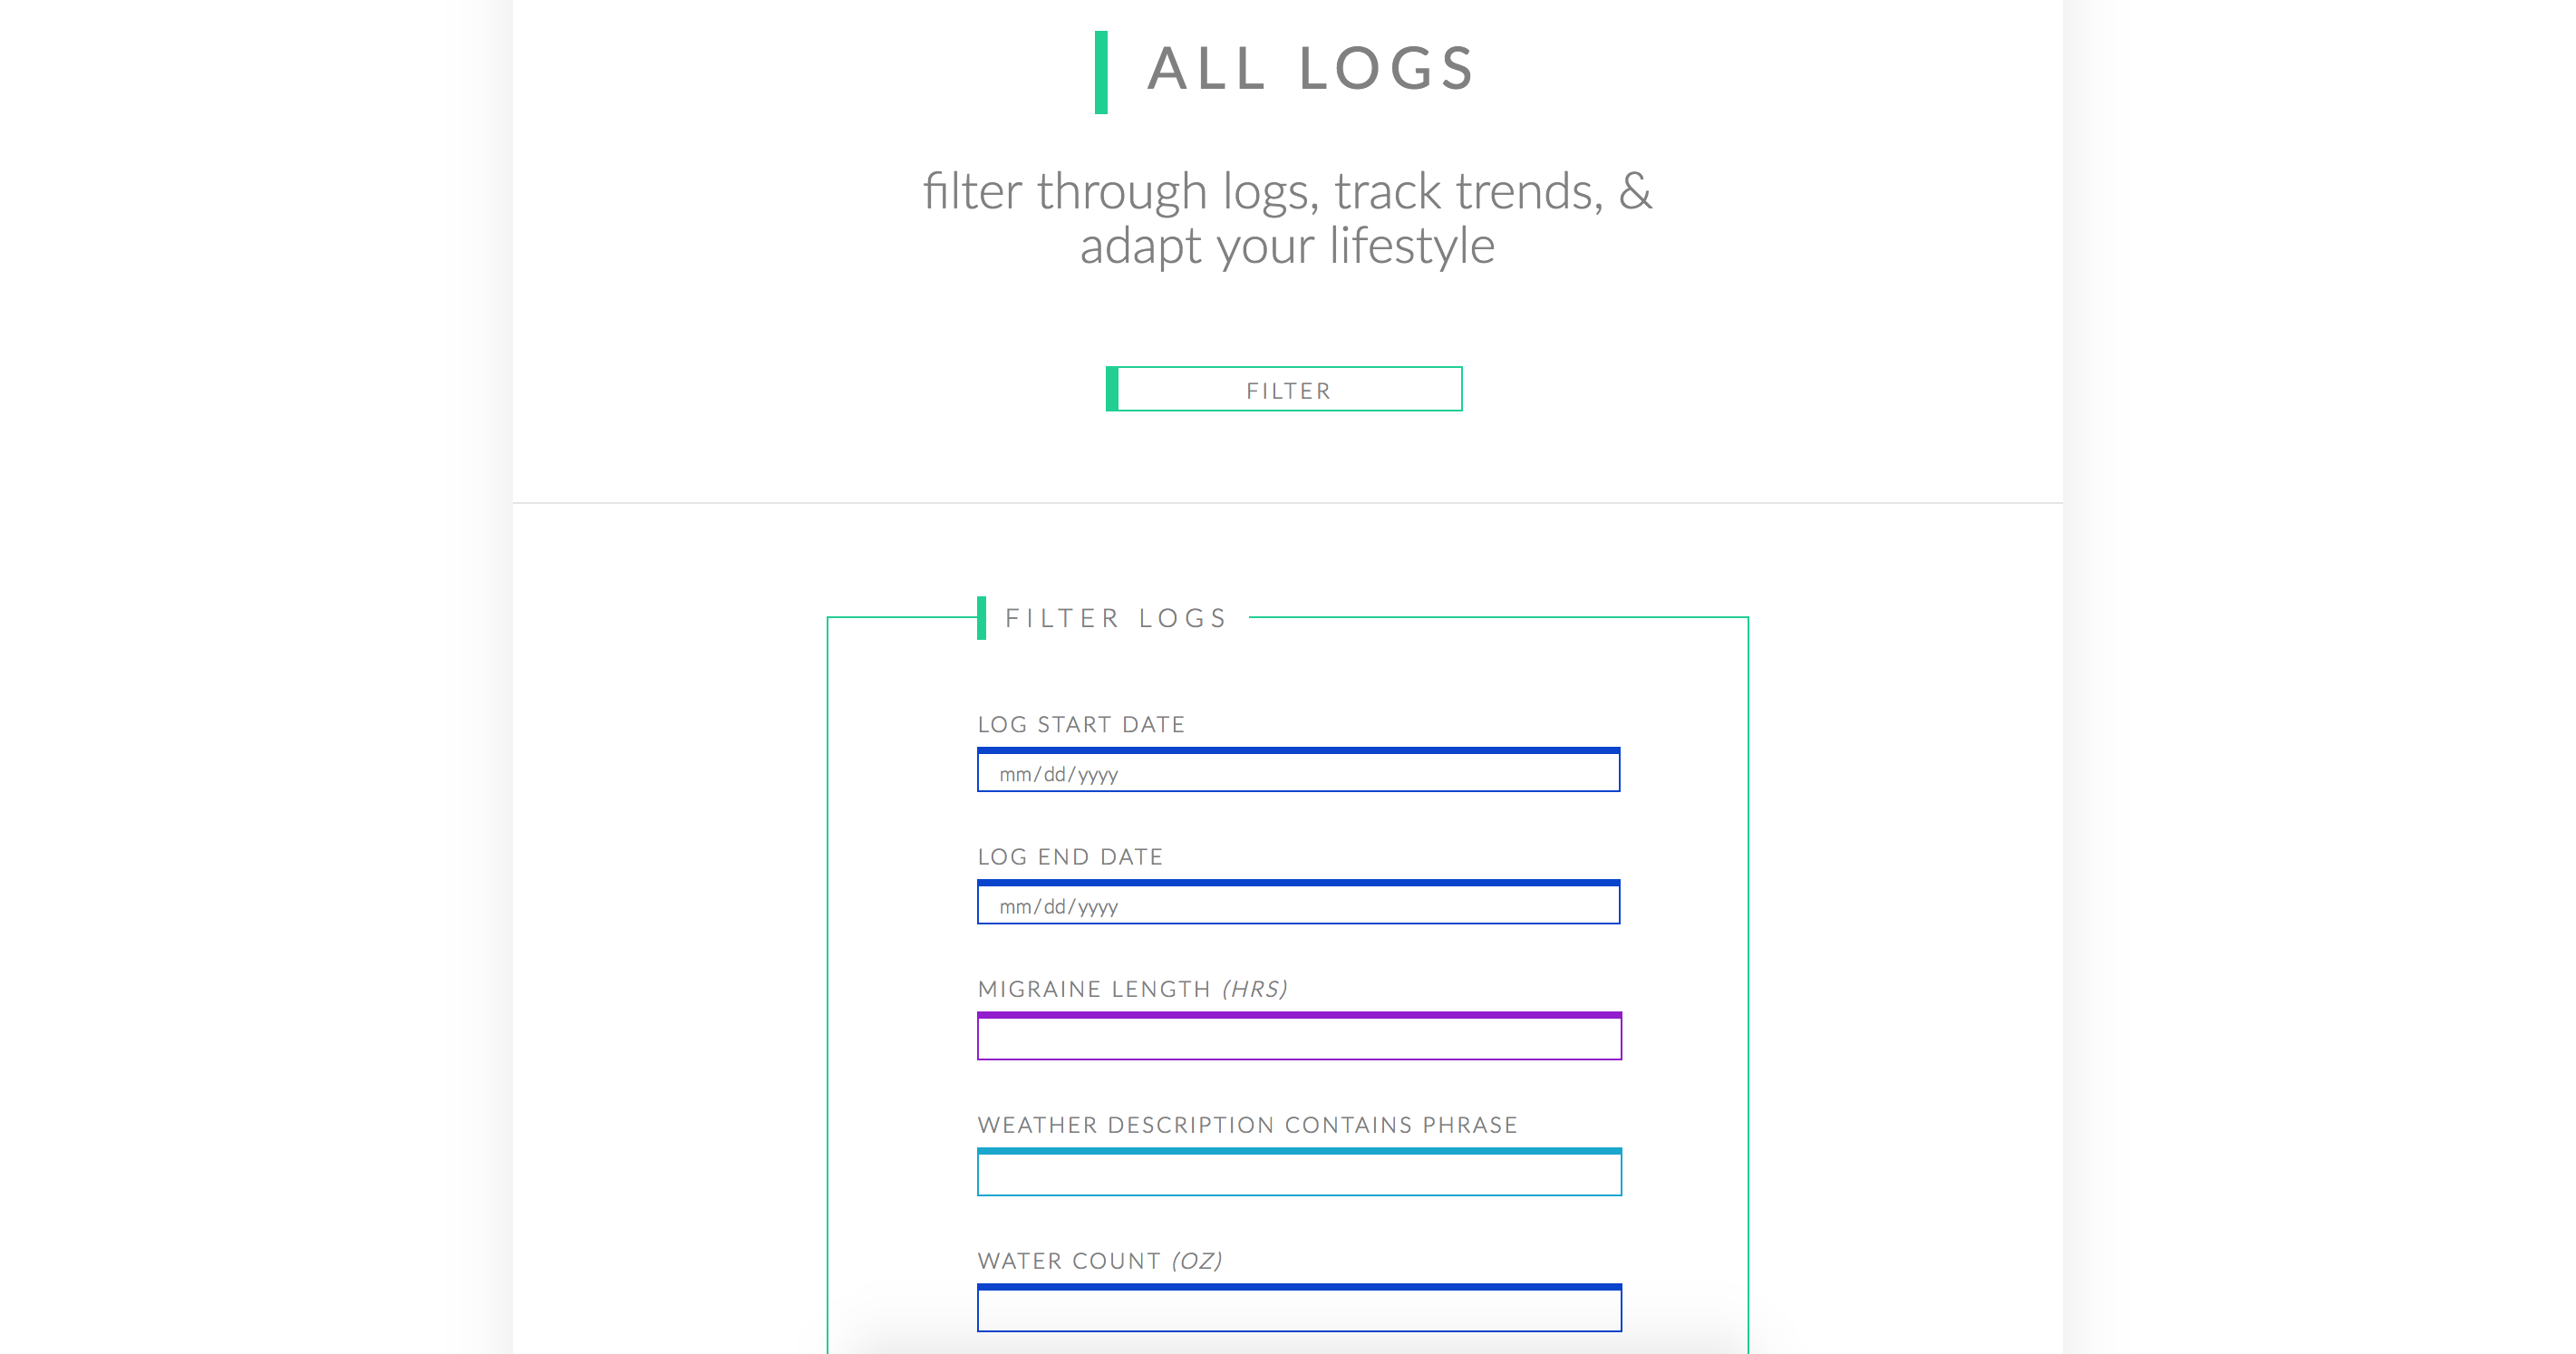 ALL LOGS
filter through logs, track trends, &
adapt your lifestyle
FILTER
FILTER LOGS
LOG START DATE
mm/dd/yyyy
LOG END DATE
mm/dd/yyyy
MIGRAINE LENGTH (HRS)
WEATHER DESCRIPTION CONTAINS PHRASE
WATER COUNT (OZ)